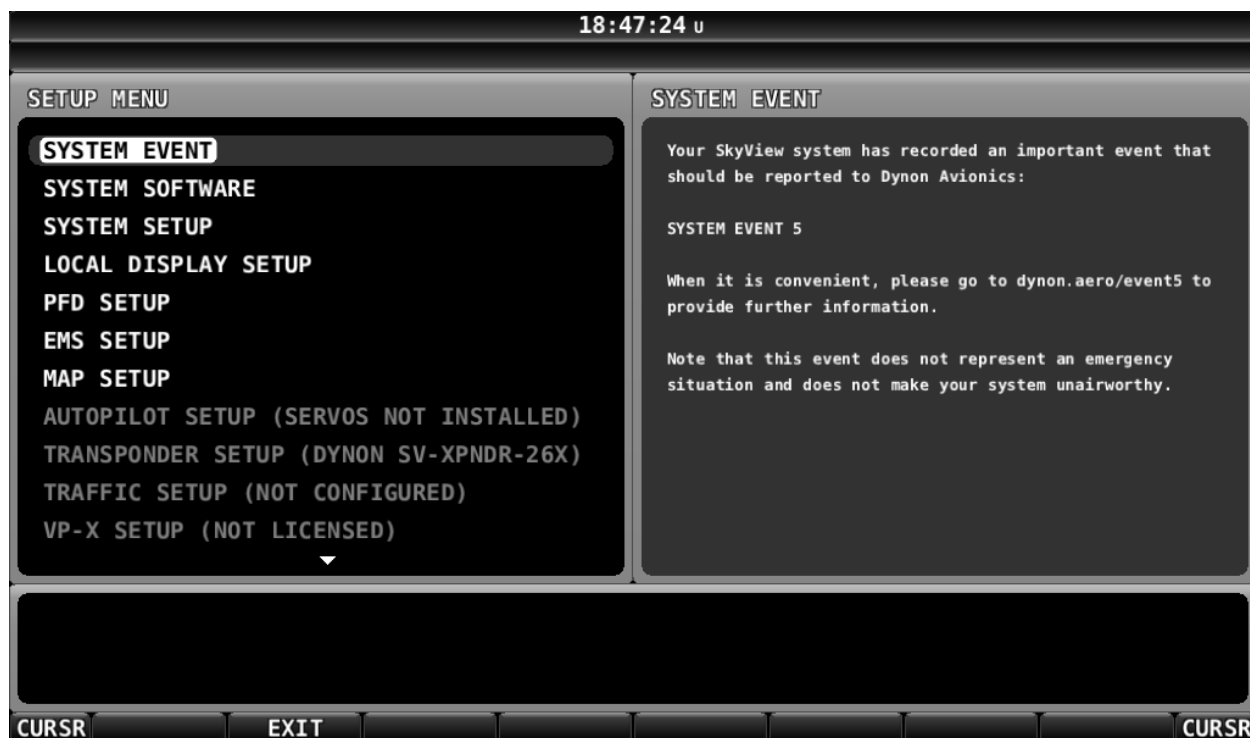 18:47:24 U
SETUP MENU
SYSTEM EVENT
SYSTEM SOFTWARE
SYSTEM SETUP
LOCAL DISPLAY SETUP
PFD SETUP
EMS SETUP
MAP SETUP
AUTOPILOT SETUP (SERVOS NOT INSTALLED)
TRANSPONDER SETUP (DYNON SV-XPNDR-26X)
TRAFFIC SETUP (NOT CONFIGURED)
VP-X SETUP (NOT LICENSED)
SYSTEM EVENT
Your SkyView system has recorded an important event that
should be reported to Dynon Avionics:
SYSTEM EVENT 5
When it is convenient, please go to dynon.aero/event5 to
provide further information.
Note that this event does not represent an emergency
situation and does not make your system unairworthy.
CURSR EXIT CURSR